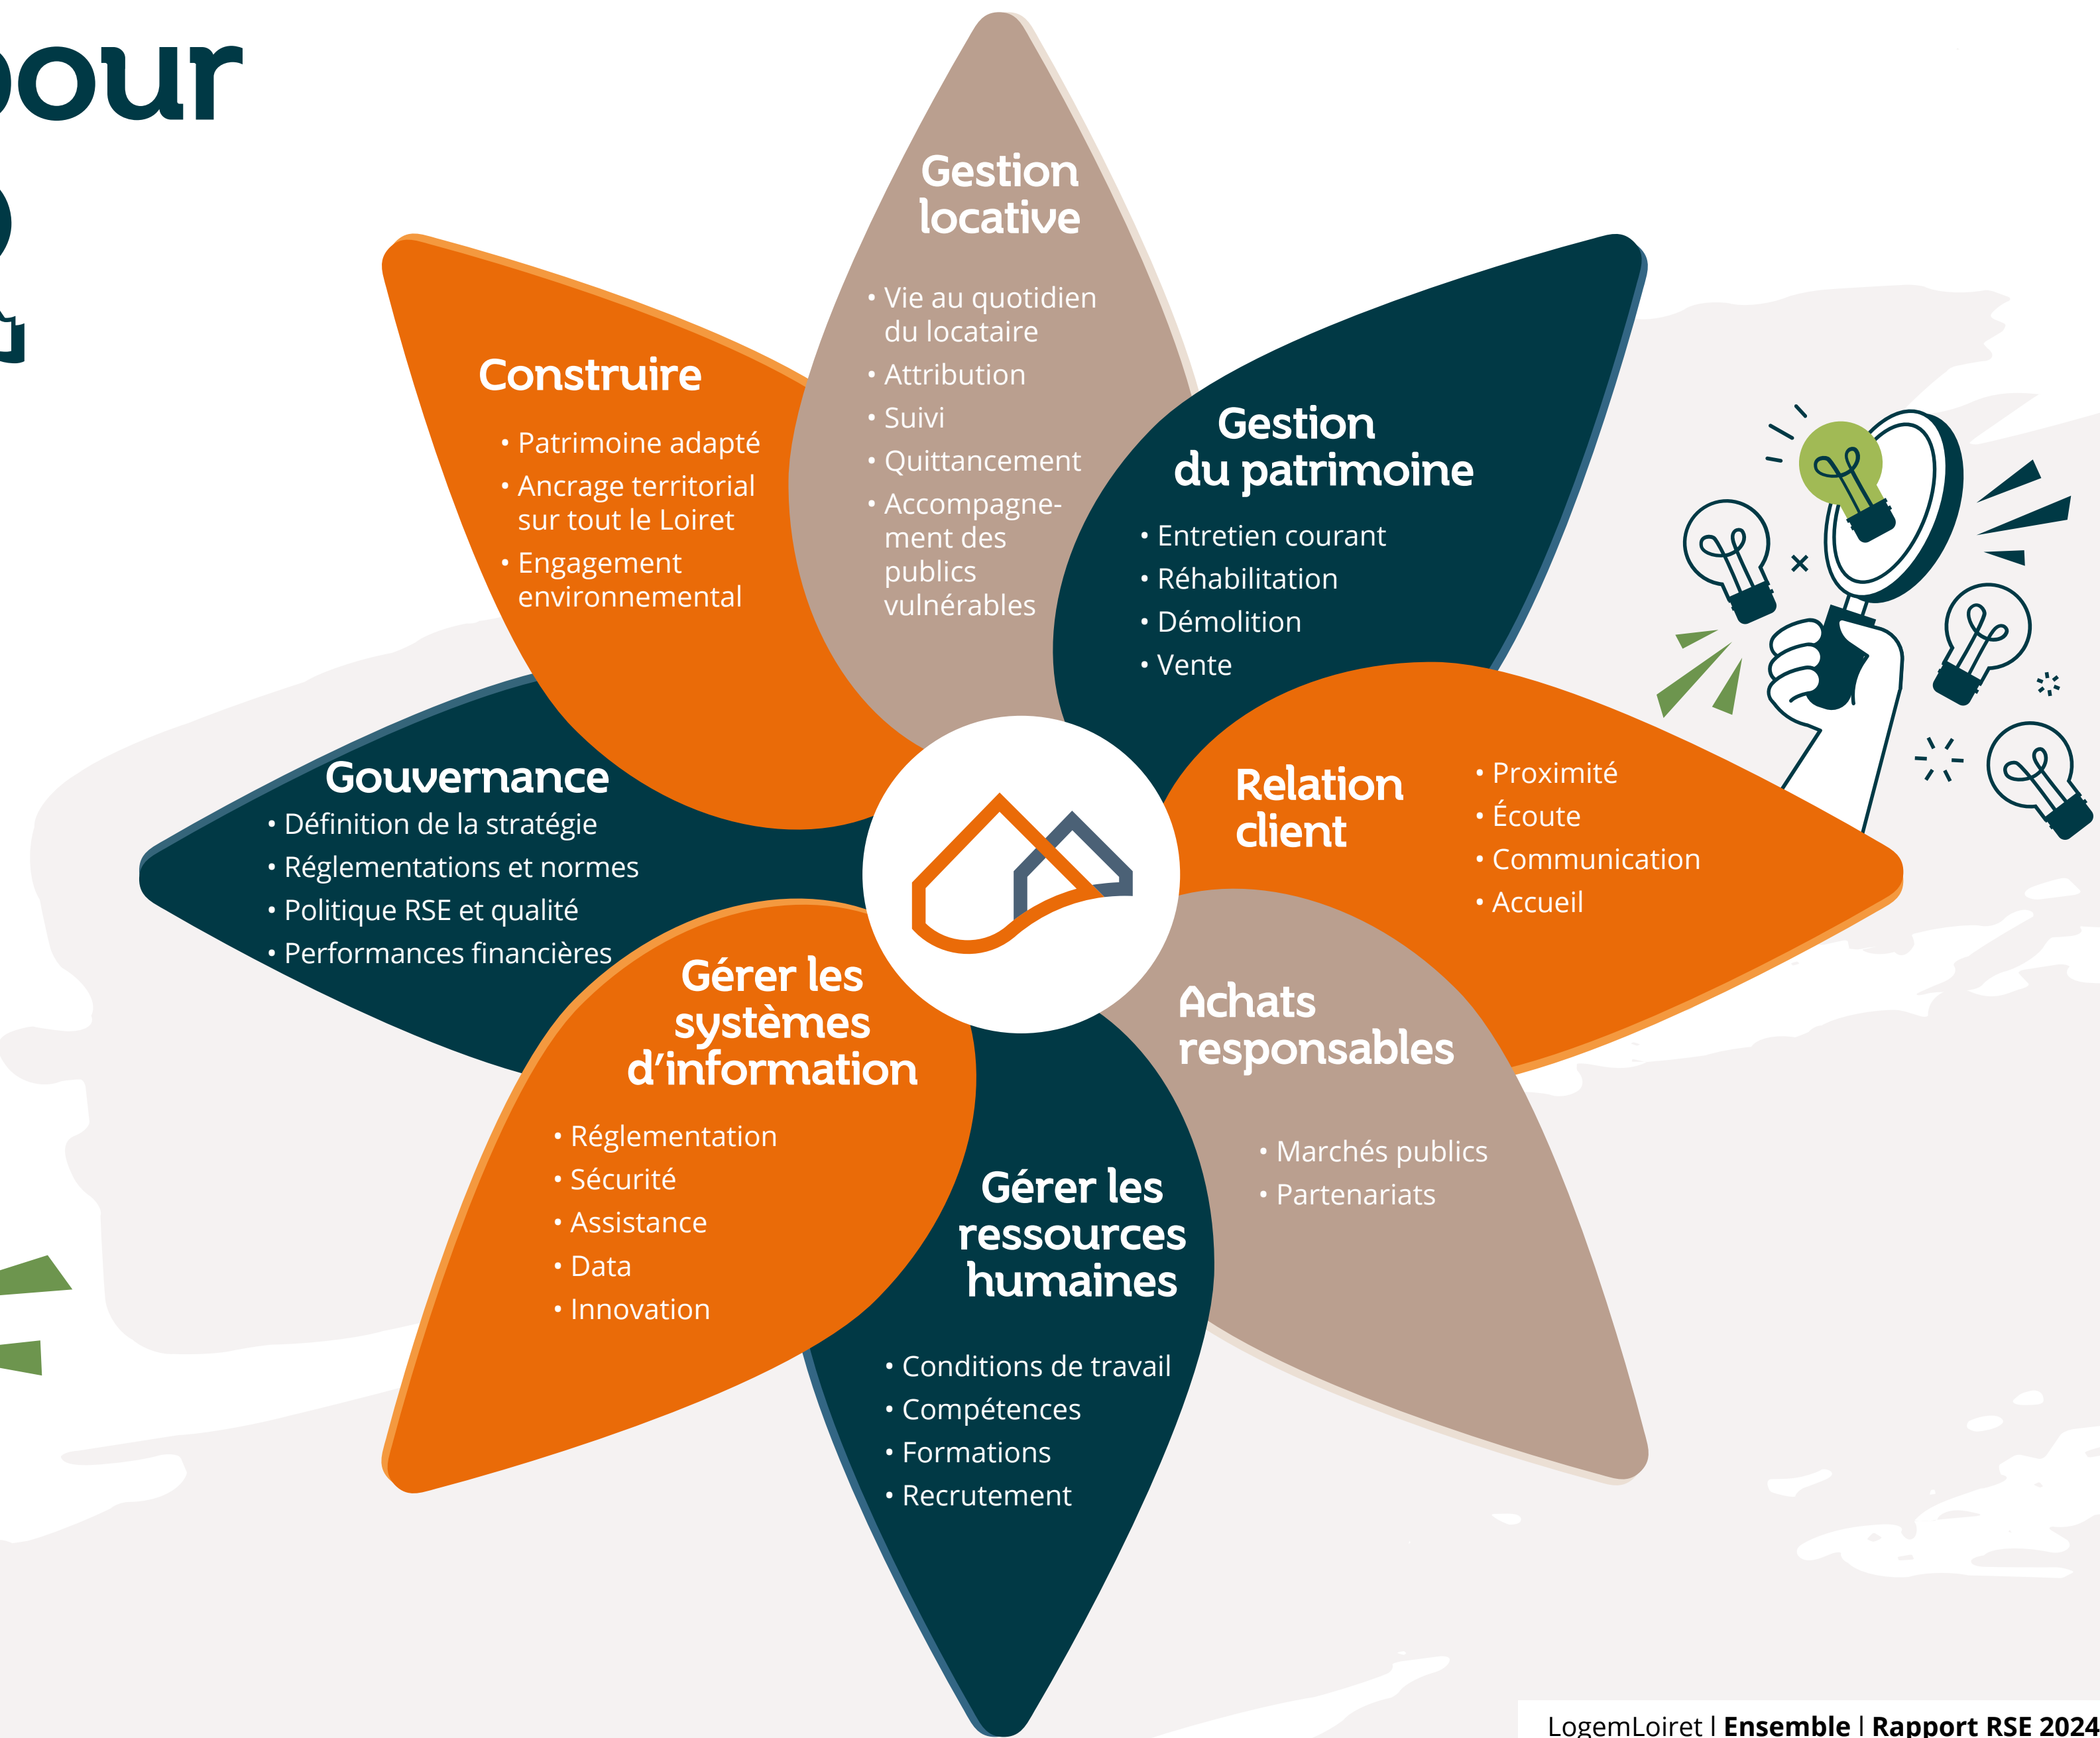 pour
Gestion
locative
• Vie au quotidien
du locataire
• Attribution
• Suivi
• Quittancement
• Accompagne-
ment des
publics
vulnérables
Construire
• Patrimoine adapté
• Ancrage territorial
sur tout le Loiret
• Engagement
environnemental
Gestion
du patrimoine
• Entretien courant
• Réhabilitation
• Démolition
• Vente
Gouvernance
• Définition de la stratégie
• Réglementations et normes
• Politique RSE et qualité
• Performances financières
Relation
client
• Proximité
• Écoute
• Communication
• Accueil
Gérer les
systèmes
d'information
• Réglementation
• Sécurité
• Assistance
• Data
• Innovation
Achats
responsables
• Marchés publics
• Partenariats
Gérer les
ressources
humaines
• Conditions de travail
• Compétences
• Formations
• Recrutement
LogemLoiret l Ensemble l Rapport RSE 2024